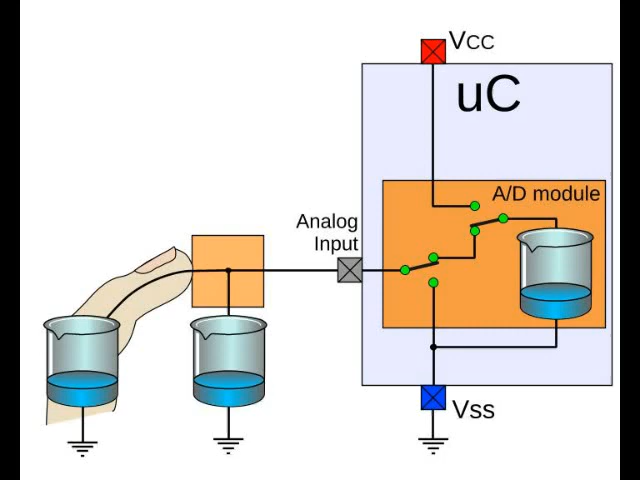 Vcc
uC
A/D module
Analog
Input
Vss